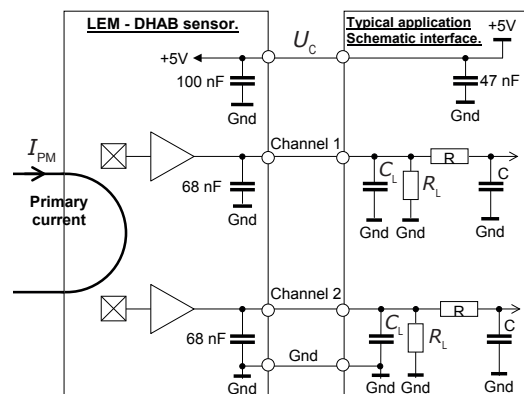 LEM - DHAB sensor.
Typical application
Schematic interface.
+5V
U_C
+5V
100 nF
47 nF
Gnd
Gnd
I_PM
Channel 1
R
C_L
R_L
C
68 nF
Gnd
Gnd
Gnd
Gnd
Primary
current
Channel 2
R
C_L
R_L
C
68 nF
Gnd
Gnd
Gnd
Gnd
Gnd